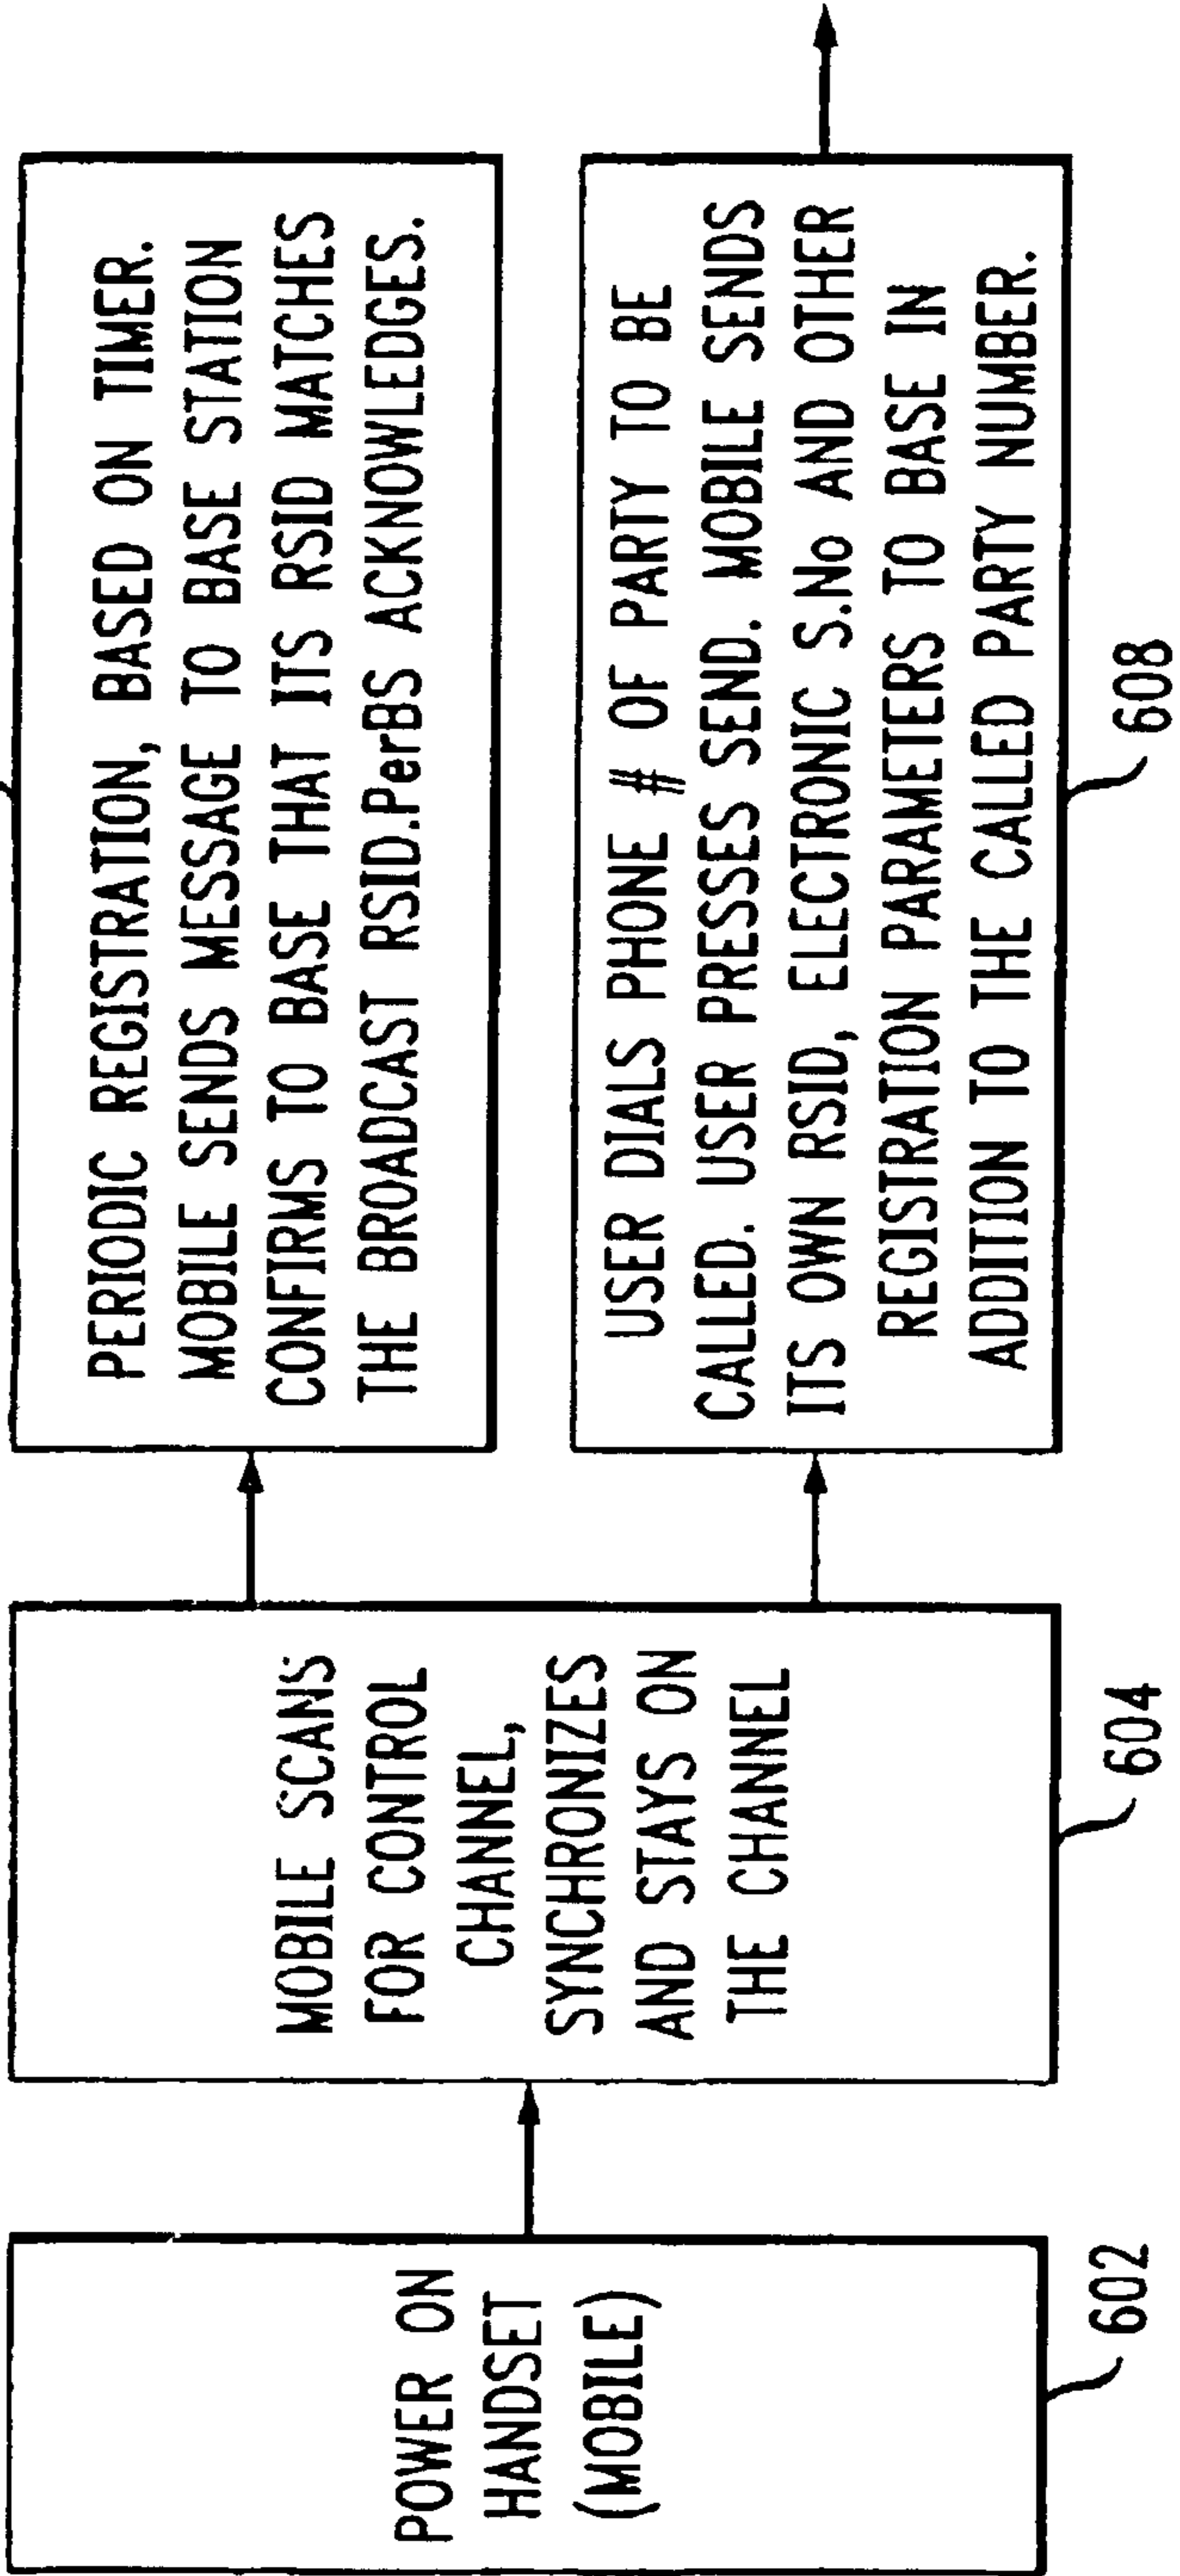 POWER ON
HANDSET
(MOBILE)
602
MOBILE SCANS
FOR CONTROL
CHANNEL,
SYNCHRONIZES
AND STAYS ON
THE CHANNEL
604
PERIODIC REGISTRATION, BASED ON TIMER.
MOBILE SENDS MESSAGE TO BASE STATION
CONFIRMS TO BASE THAT ITS RSID MATCHES
THE BROADCAST RSID.PerBS ACKNOWLEDGES.
USER DIALS PHONE # OF PARTY TO BE
CALLED. USER PRESSES SEND. MOBILE SENDS
ITS OWN RSID, ELECTRONIC S.No AND OTHER
REGISTRATION PARAMETERS TO BASE IN
ADDITION TO THE CALLED PARTY NUMBER.
608